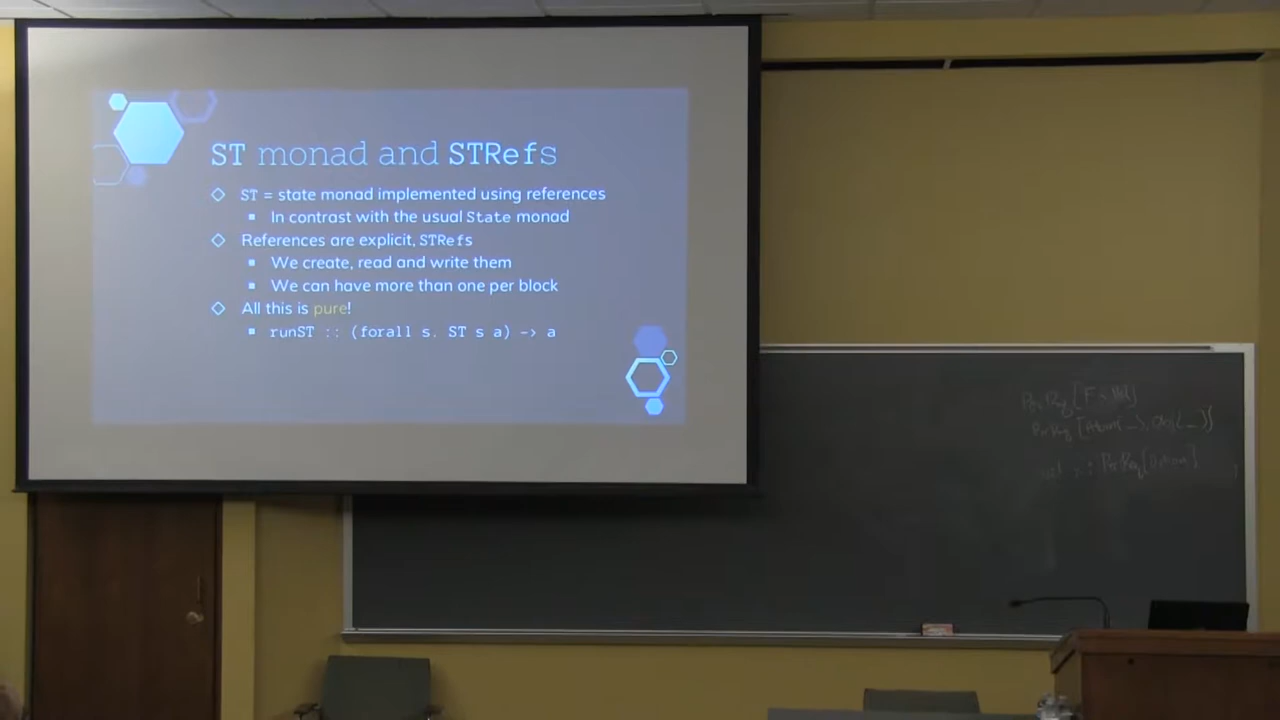 ST monad and STRefs
ST = state monad implemented using references
In contrast with the usual State monad
References are explicit, STRefs
We create, read and write them
We can have more than one per block
All this is pure!
runST :: (forall s. ST s a) -> a